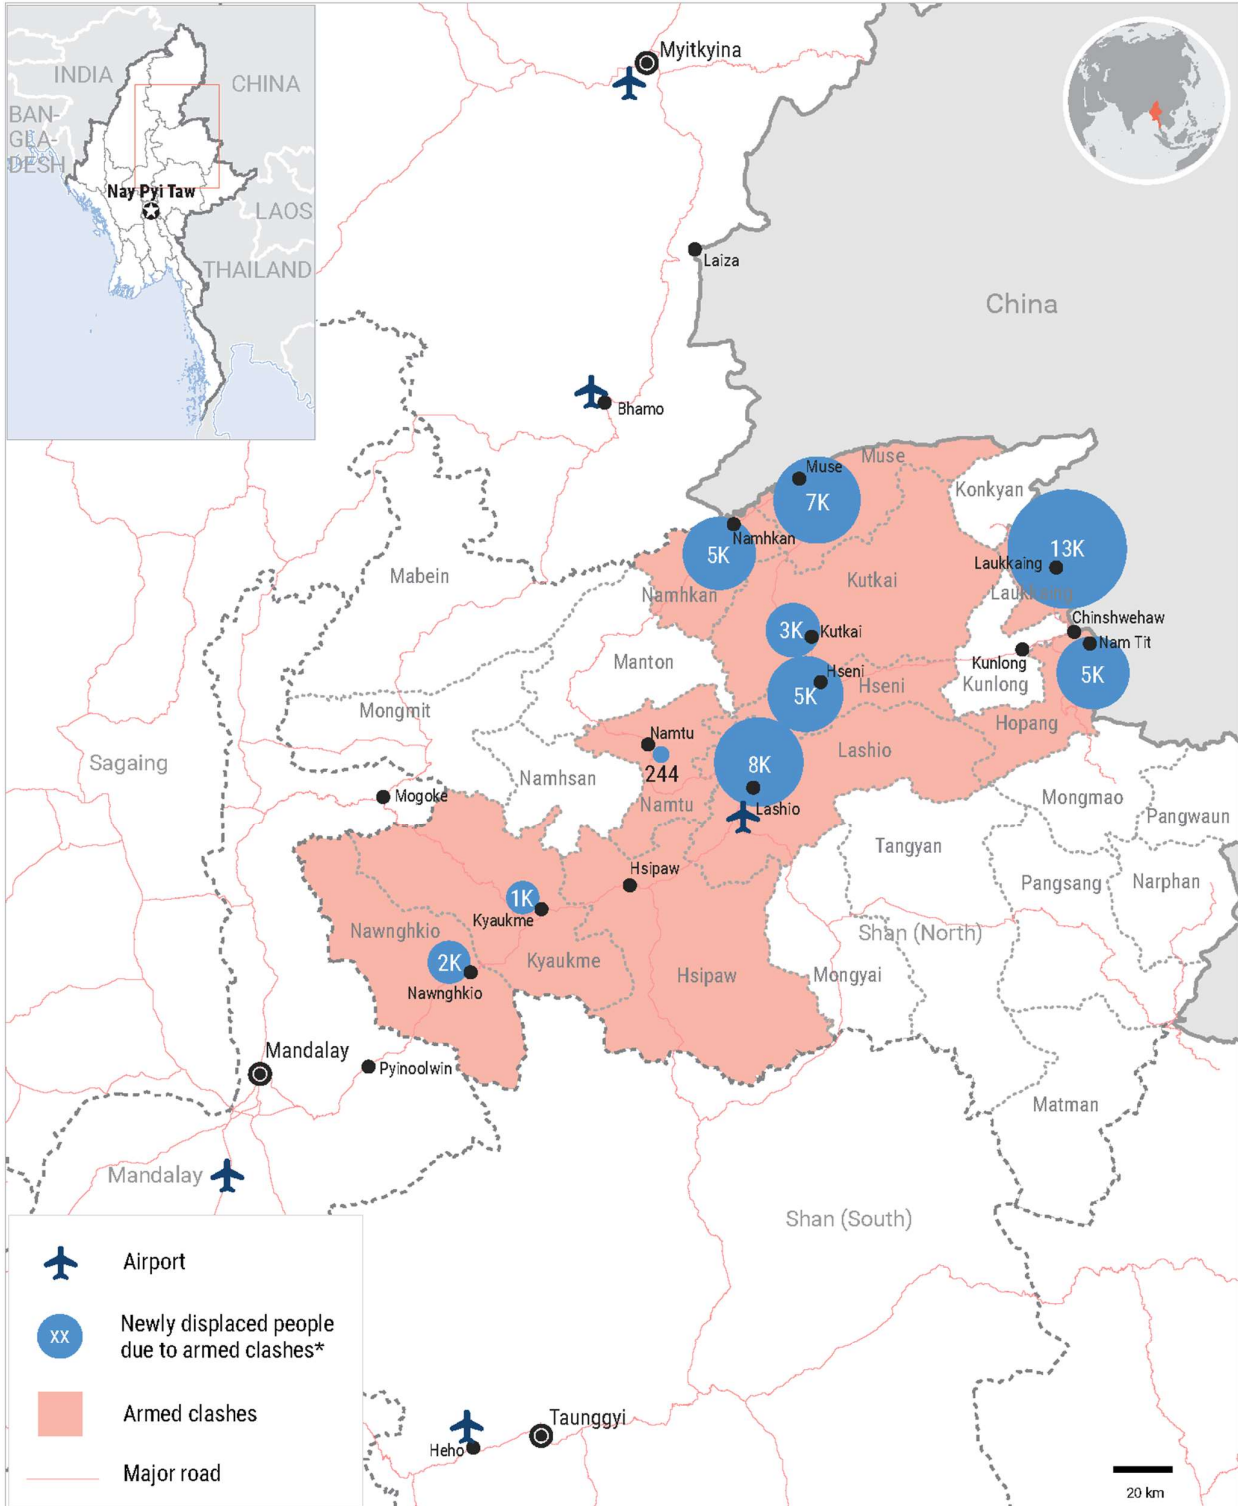 INDIA
CHINA
BAN-
GLA-
DESH
Nay Pyi Taw
LAOS
THAILAND
Myitkyina
Laiza
China
Bhamo
Muse
Muse
7K
Konkyan
Namhkan
5K
13K
Laukkaing
Laukkaing
Mabein
Namhkan
Kutkai
3K
Kutkai
Chinshwehaw
Nam Tit
Manton
Kunlong
Kunlong
5K
Hseni
5K
Hseni
Mongmit
Hopang
Namtu
Lashio
Sagaing
Namhsan
244
8K
Mogoke
Namtu
Lashio
Mongmao
Pangwaun
Tangyan
Hsipaw
Pangsang
Narphan
1K
Kyaukme
Nawnghkio
Shan (North)
2K
Kyaukme
Hsipaw
Mongyai
Nawnghkio
Mandalay
Pyinoolwin
Matman
Mandalay
Shan (South)
Airport
XX
Newly displaced people
due to armed clashes*
Armed clashes
Taunggyi
Heho
Major road
20 km